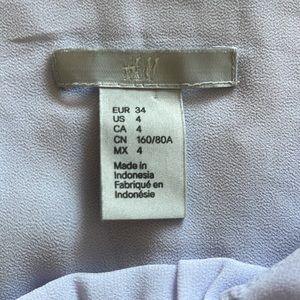 EUR 34
US 4
CA 4
CN 160/80A
MX 4
Made in
Indonesia
Fabriqué en
Indonésie